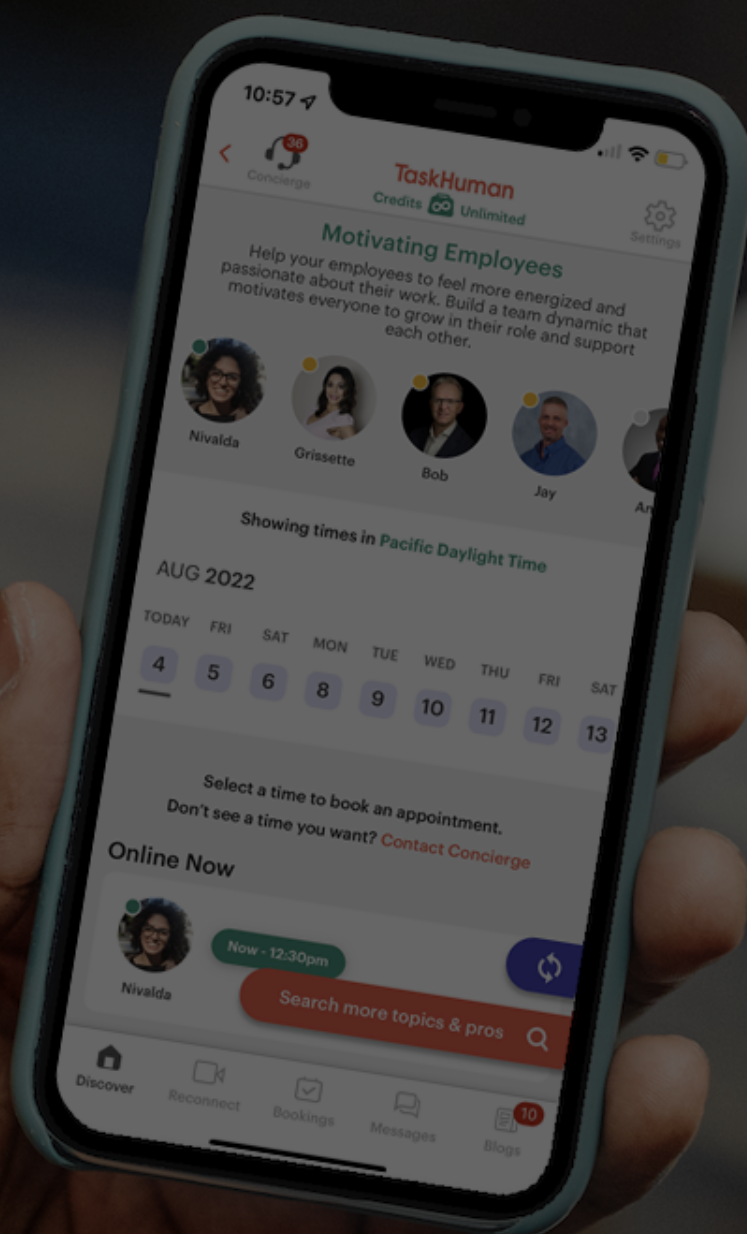 10:57
36
Concierge
TaskHuman
Credits Unlimited
Settings
Motivating Employees
Help your employees to feel more energized and
passionate about their work. Build a team dynamic that
motivates everyone to grow in their role and support
each other.
Nivalda
Grissette
Bob
Jay
An
Showing times in Pacific Daylight Time
AUG 2022
TODAY FRI SAT MON TUE WED THU FRI SAT
4 5 6 8 9 10 11 12 13
Select a time to book an appointment.
Don't see a time you want? Contact Concierge
Online Now
Now - 12:30pm
Nivalda
Search more topics & pros
Discover
Reconnect
Bookings
Messages
10
Blogs